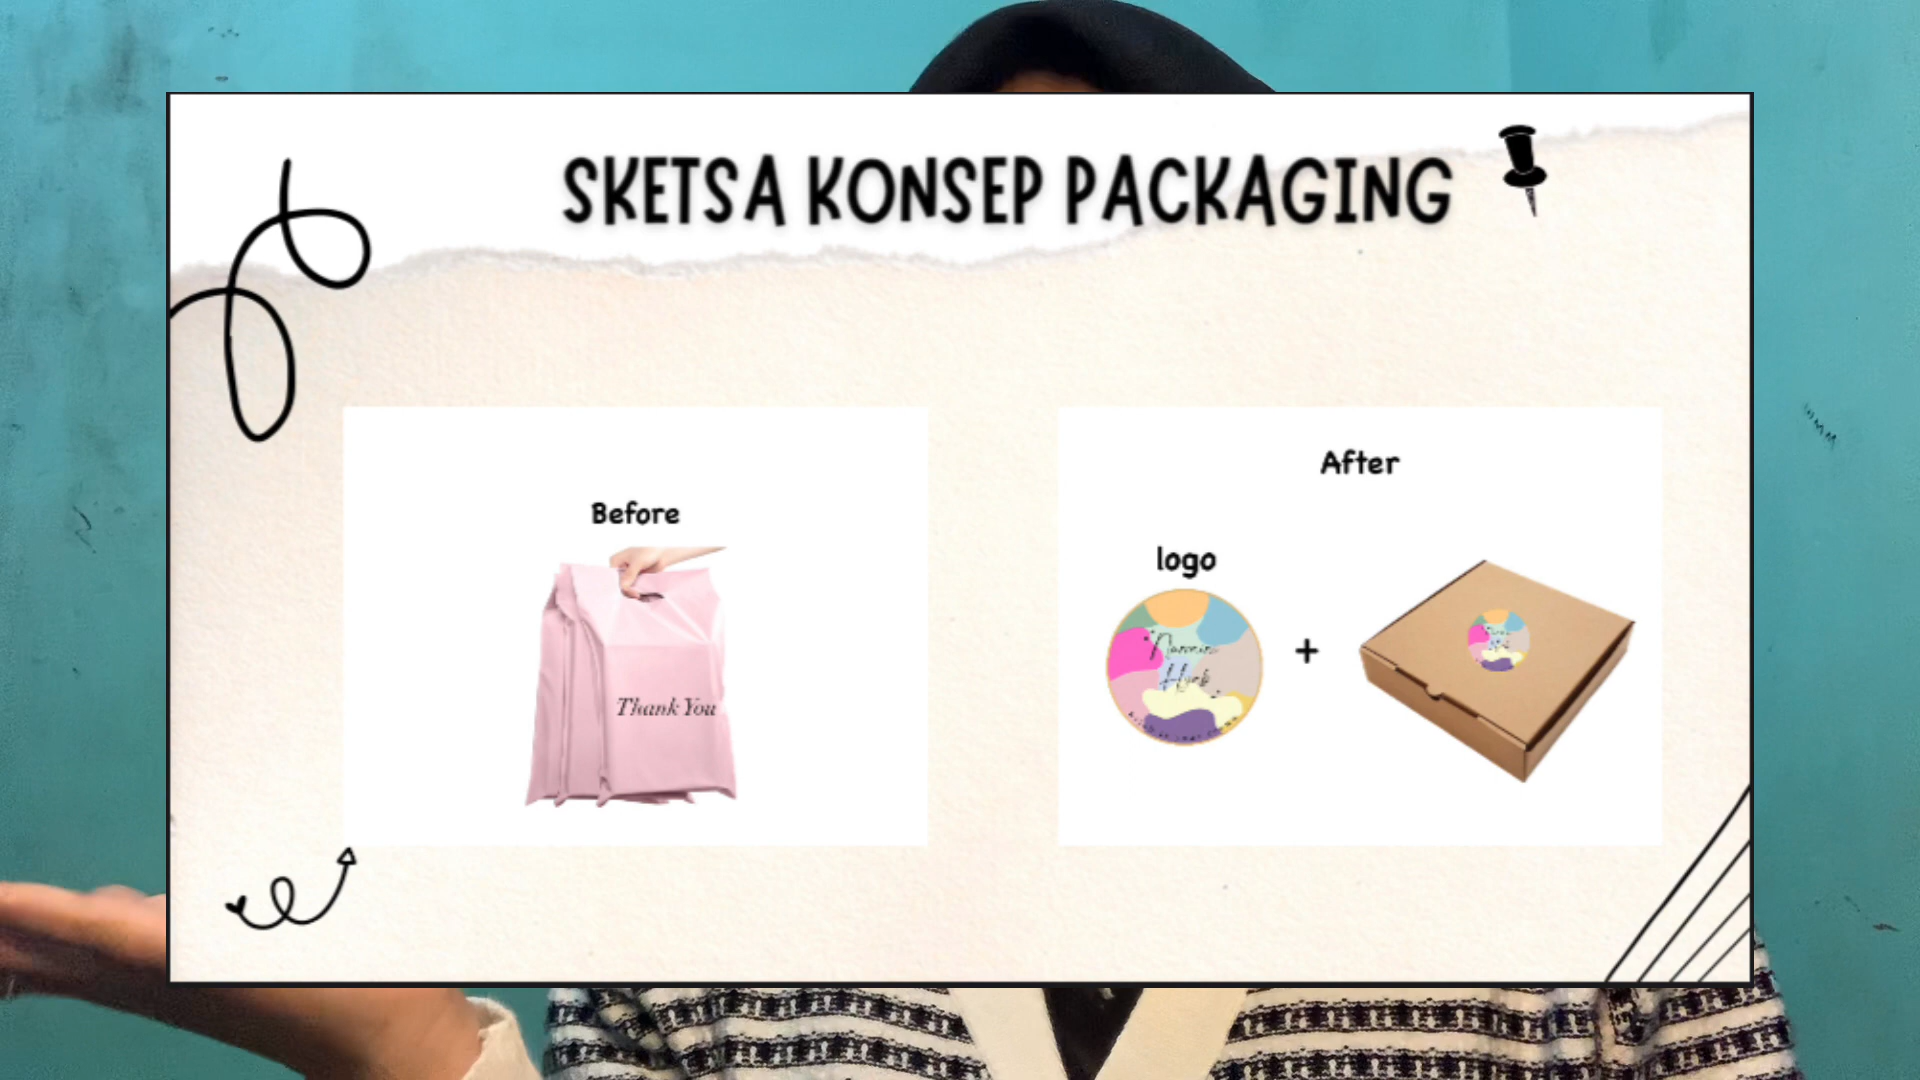 SKETSA KONSEP PACKAGING
Before
Thank You
After
logo
+